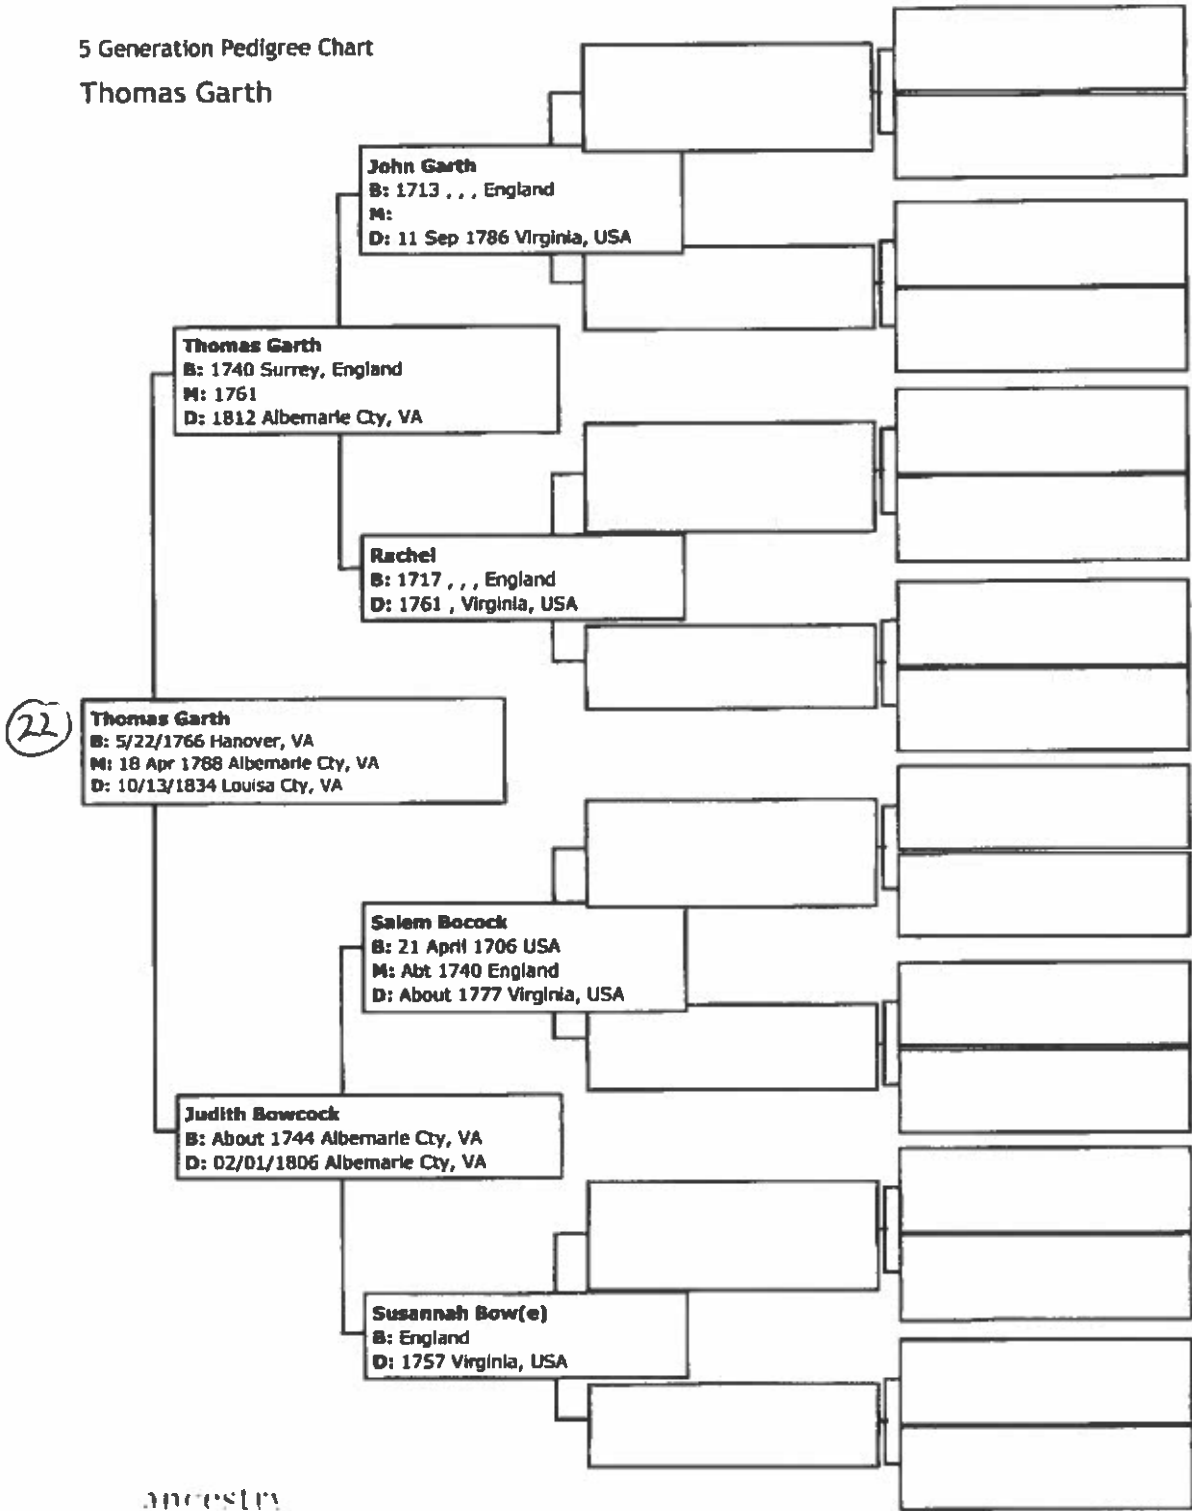 5 Generation Pedigree Chart
Thomas Garth
John Garth
B: 1713 , , , England
M:
D: 11 Sep 1786 Virginia, USA
Thomas Garth
B: 1740 Surrey, England
M: 1761
D: 1812 Albemarle Cty, VA
Rachel
B: 1717 , , , England
D: 1761 , Virginia, USA
22
Thomas Garth
B: 5/22/1766 Hanover, VA
M: 18 Apr 1788 Albemarle Cty, VA
D: 10/13/1834 Louisa Cty, VA
Salem Bocock
B: 21 April 1706 USA
M: Abt 1740 England
D: About 1777 Virginia, USA
Judith Bowcock
B: About 1744 Albemarle Cty, VA
D: 02/01/1806 Albemarle Cty, VA
Susannah Bow(e)
B: England
D: 1757 Virginia, USA
ancestry